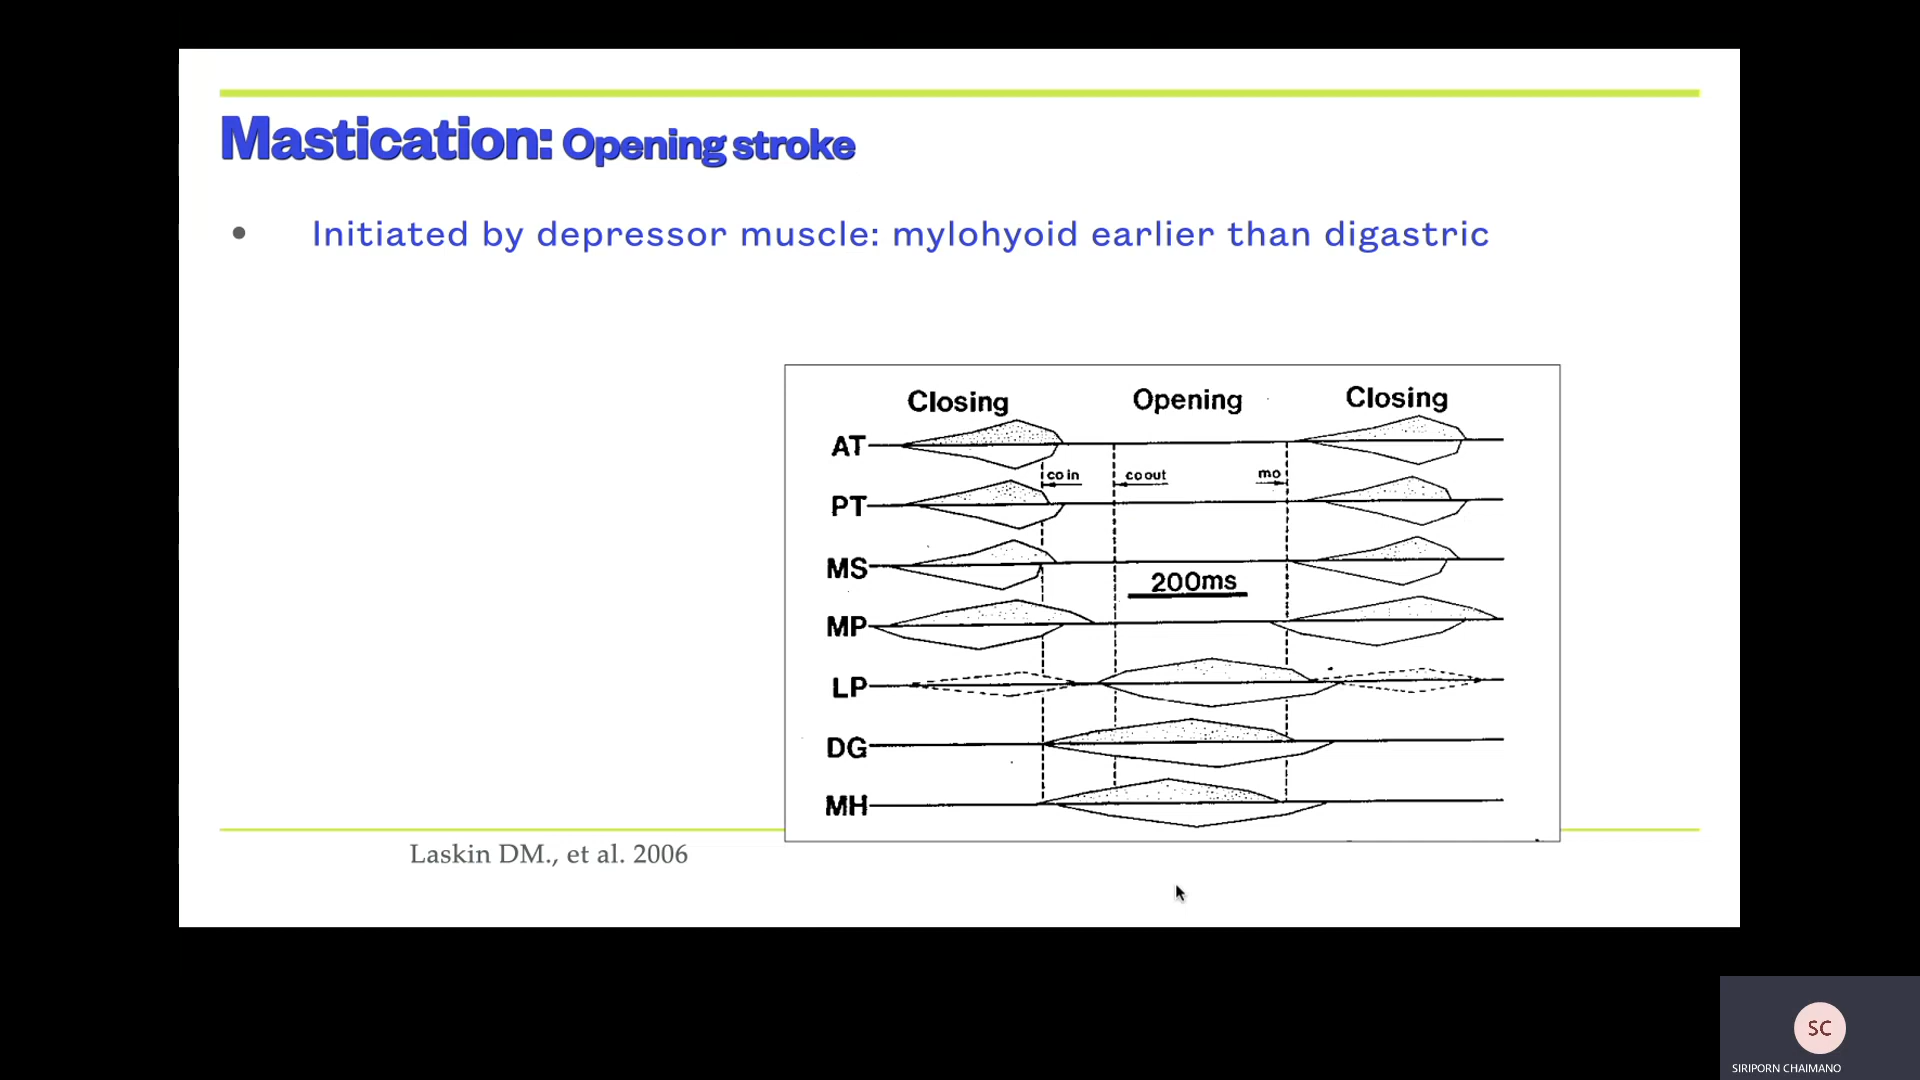 Mastication: Opening stroke
• Initiated by depressor muscle: mylohyoid earlier than digastric
Closing Opening Closing
AT
co in co out mo
PT
MS
200ms
MP
LP
DG
MH
Laskin DM., et al. 2006
SC
SIRIPORN CHAIMANO